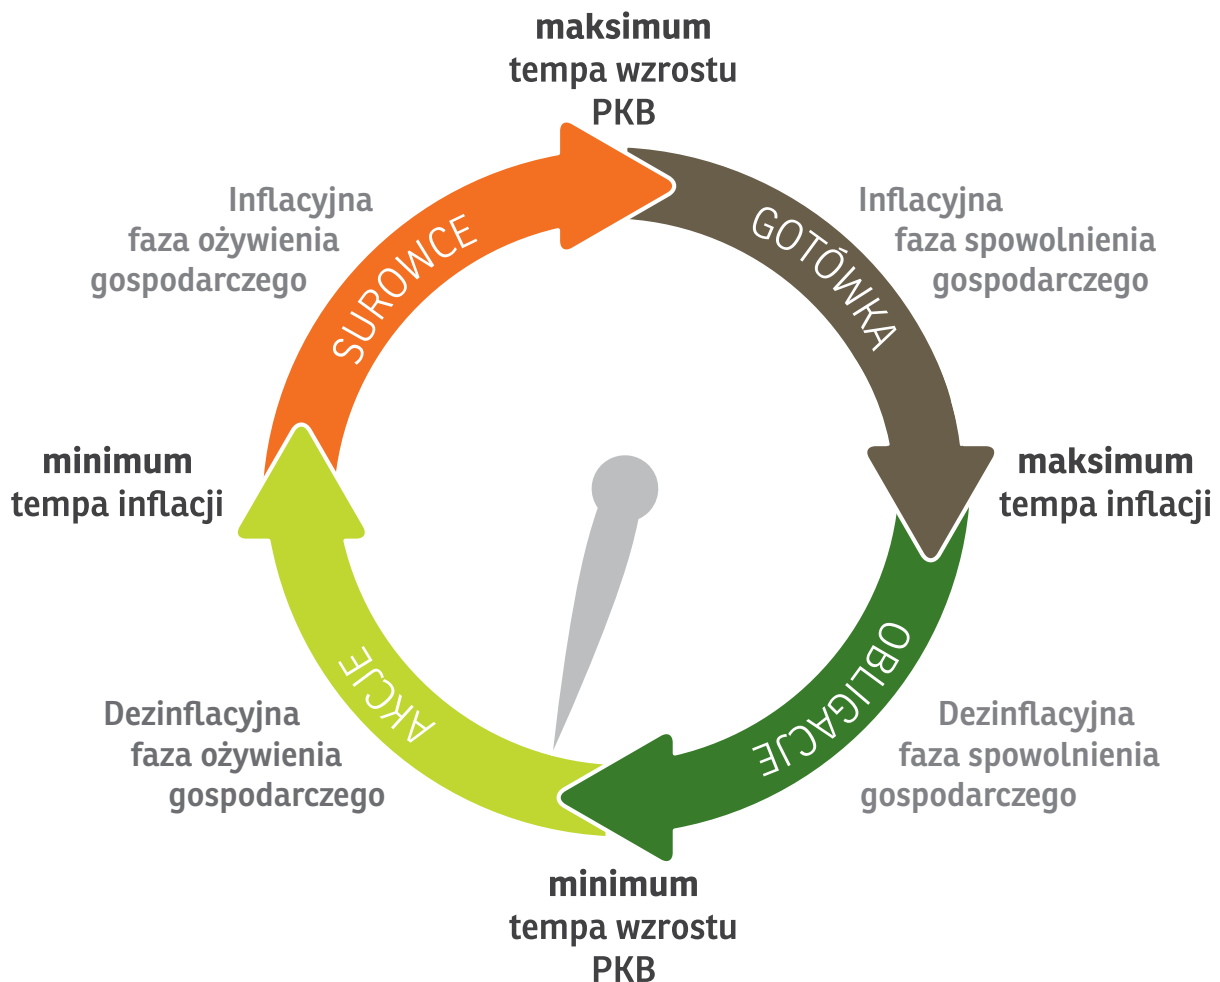 maksimum
tempa wzrostu
PKB
Inflacyjna
faza ożywienia
gospodarczego
SUROWCE
GOTÓWKA
Inflacyjna
faza spowolnienia
gospodarczego
minimum
tempa inflacji
maksimum
tempa inflacji
Dezinflacyjna
faza ożywienia
gospodarczego
AKCJE
OBLIGACJE
Dezinflacyjna
faza spowolnienia
gospodarczego
minimum
tempa wzrostu
PKB